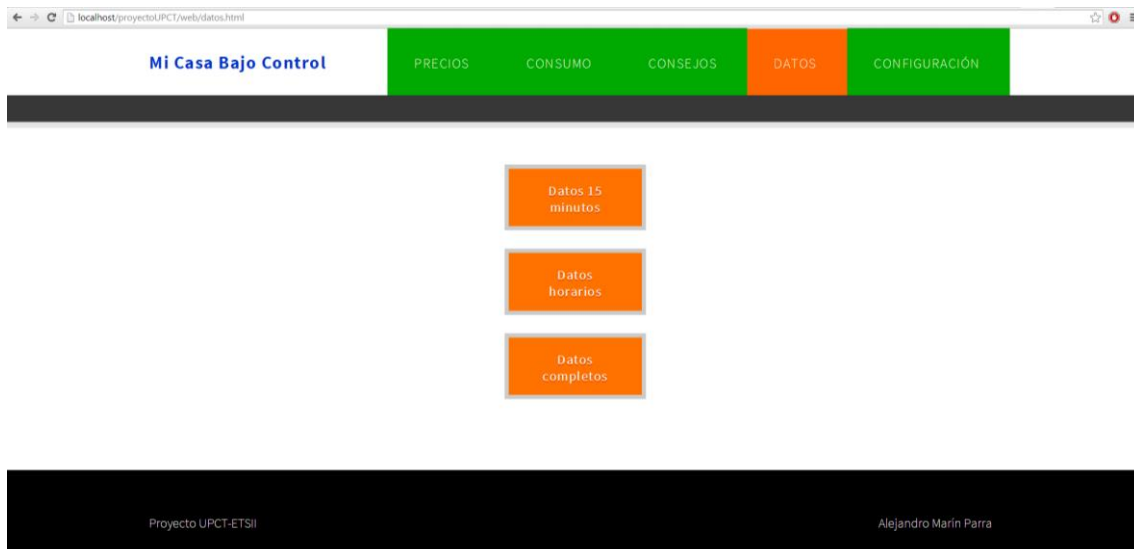 localhost/proyectoUPCT/web/datos.html
Mi Casa Bajo Control
PRECIOS
CONSUMO
CONSEJOS
DATOS
CONFIGURACIÓN
Datos 15
minutos
Datos
horarios
Datos
completos
Proyecto UPCT-ETSII
Alejandro Marín Parra